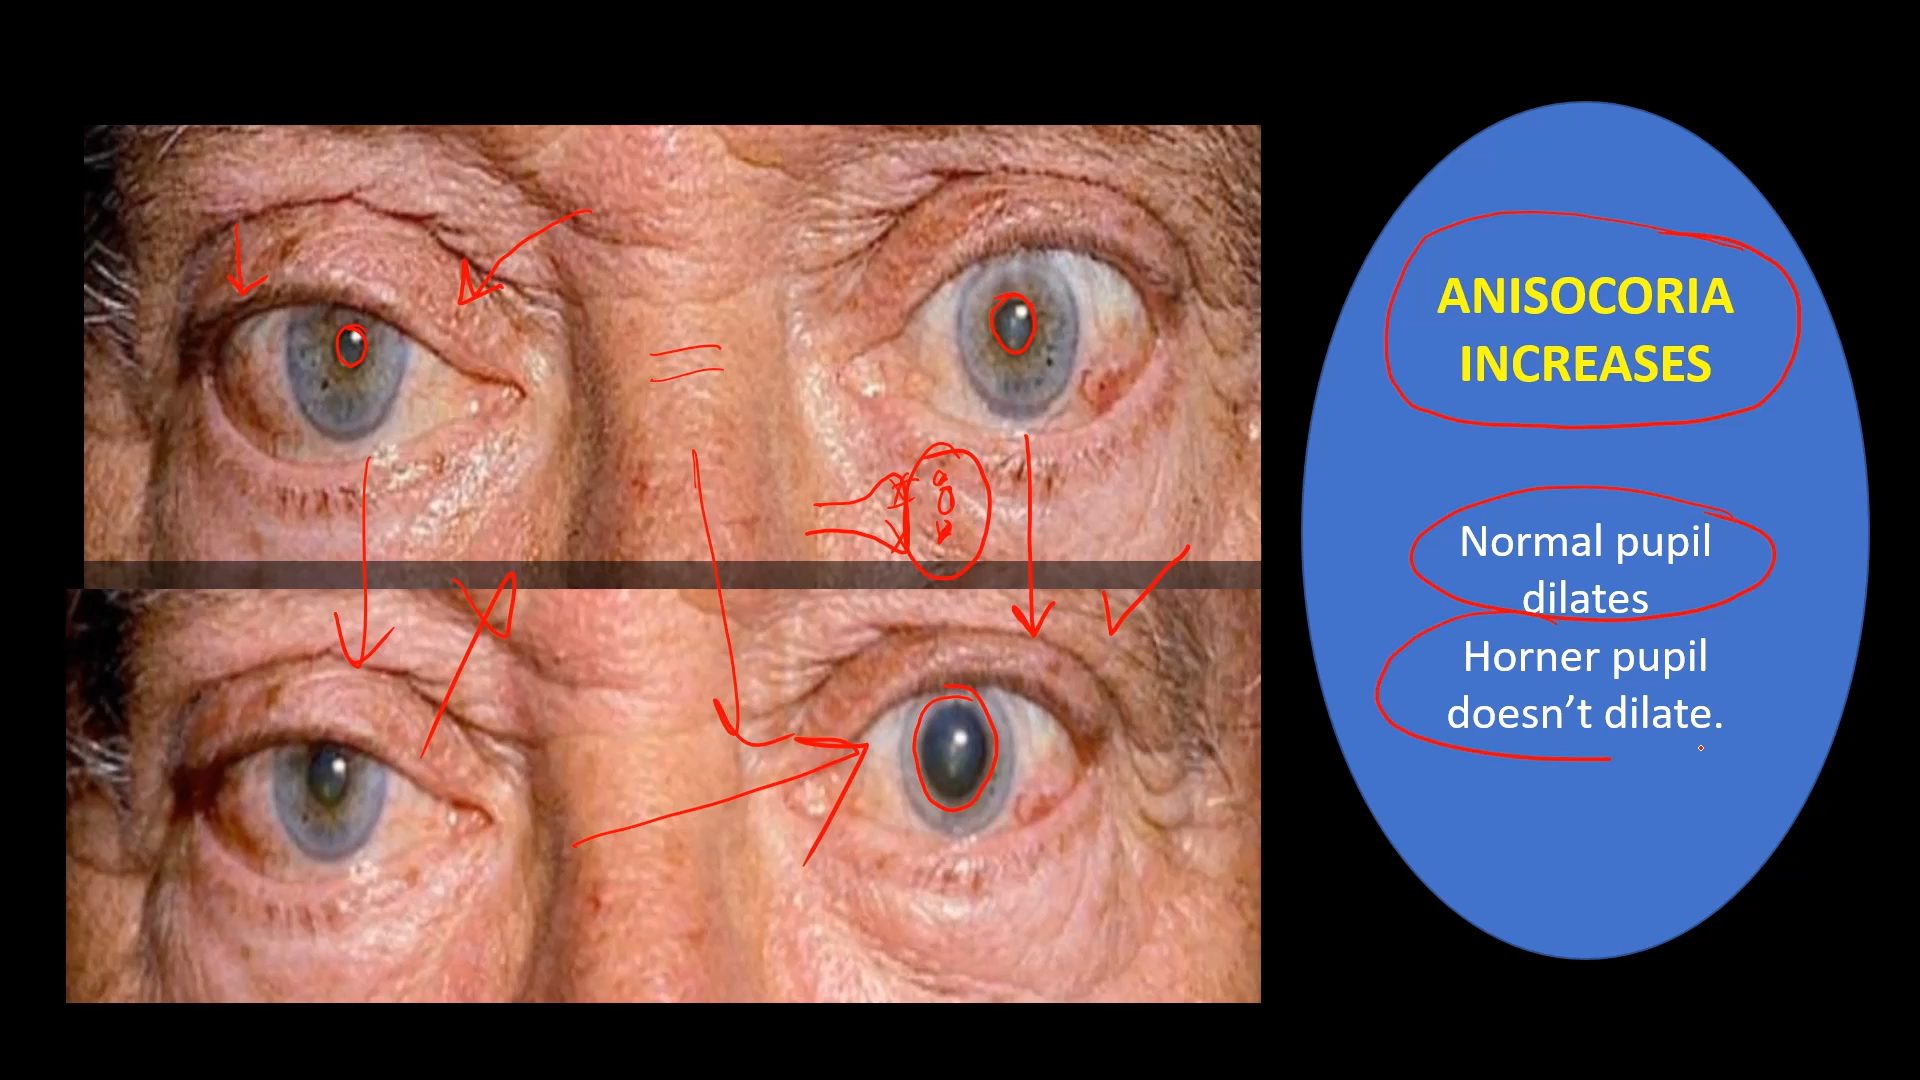 ANISOCORIA
INCREASES
Normal pupil
dilates
Horner pupil
doesn’t dilate.